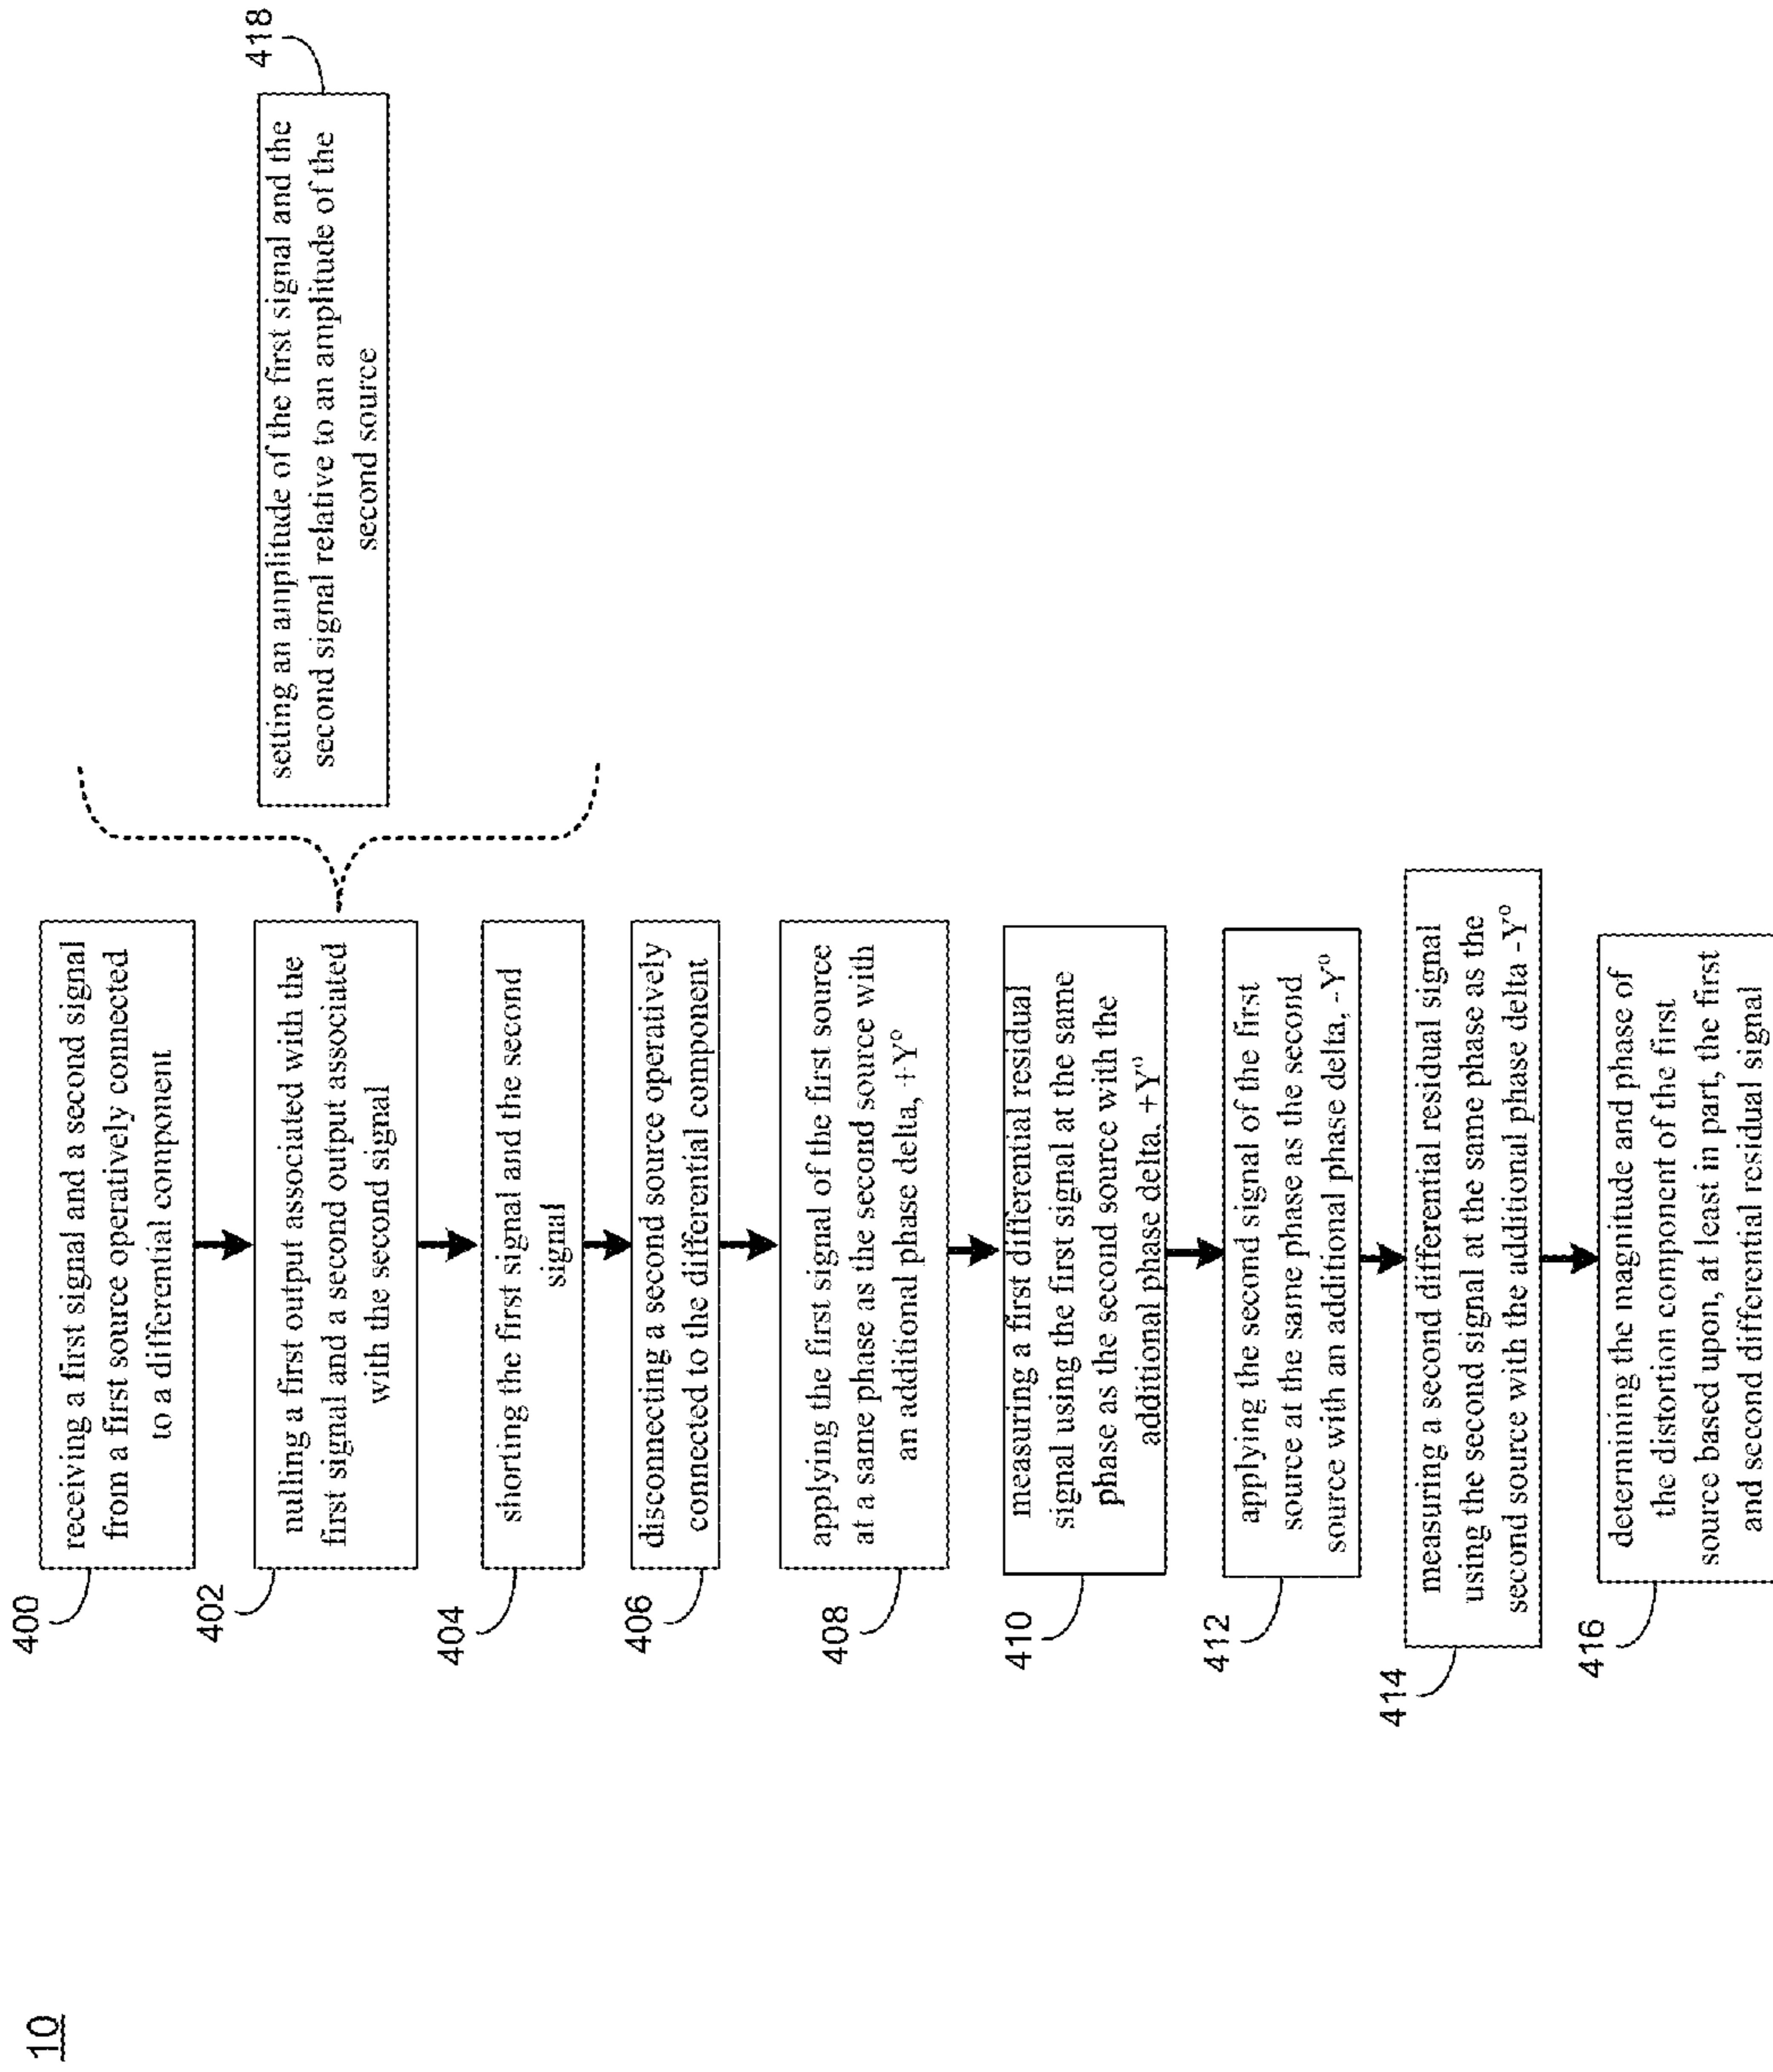 10
400
receiving a first signal and a second signal
from a first source operatively connected
to a differential component
402
nulling a first output associated with the
first signal and a second output associated
with the second signal
418
setting an amplitude of the first signal and the
second signal relative to an amplitude of the
second source
404
shorting the first signal and the second
signal
406
disconnecting a second source operatively
connected to the differential component
408
applying the first signal of the first source
at a same phase as the second source with
an additional phase delta, +Yº
410
measuring a first differential residual
signal using the first signal at the same
phase as the second source with the
additional phase delta, +Yº
412
applying the second signal of the first
source at the same phase as the second
source with an additional phase delta, -Yº
414
measuring a second differential residual signal
using the second signal at the same phase as the
second source with the additional phase delta -Yº
416
determining the magnitude and phase of
the distortion component of the first
source based upon, at least in part, the first
and second differential residual signal